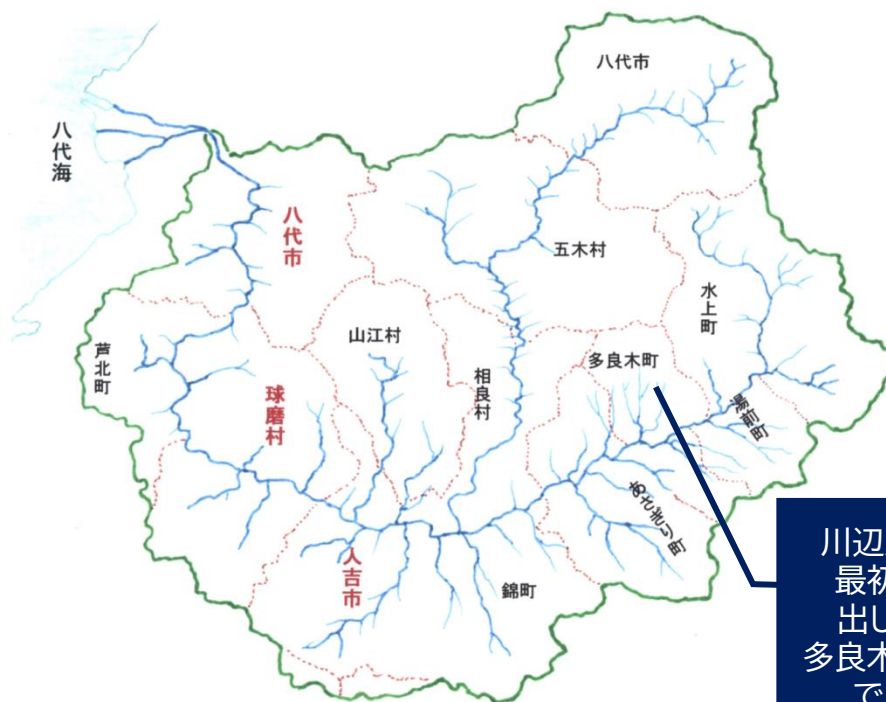 八代市
八代海
八代市
五木村
水上町
山江村
多良木町
芦北町
相良村
球磨村
湯前町
あさぎり町
人吉市
錦町
川辺
最初
出し
多良木
で